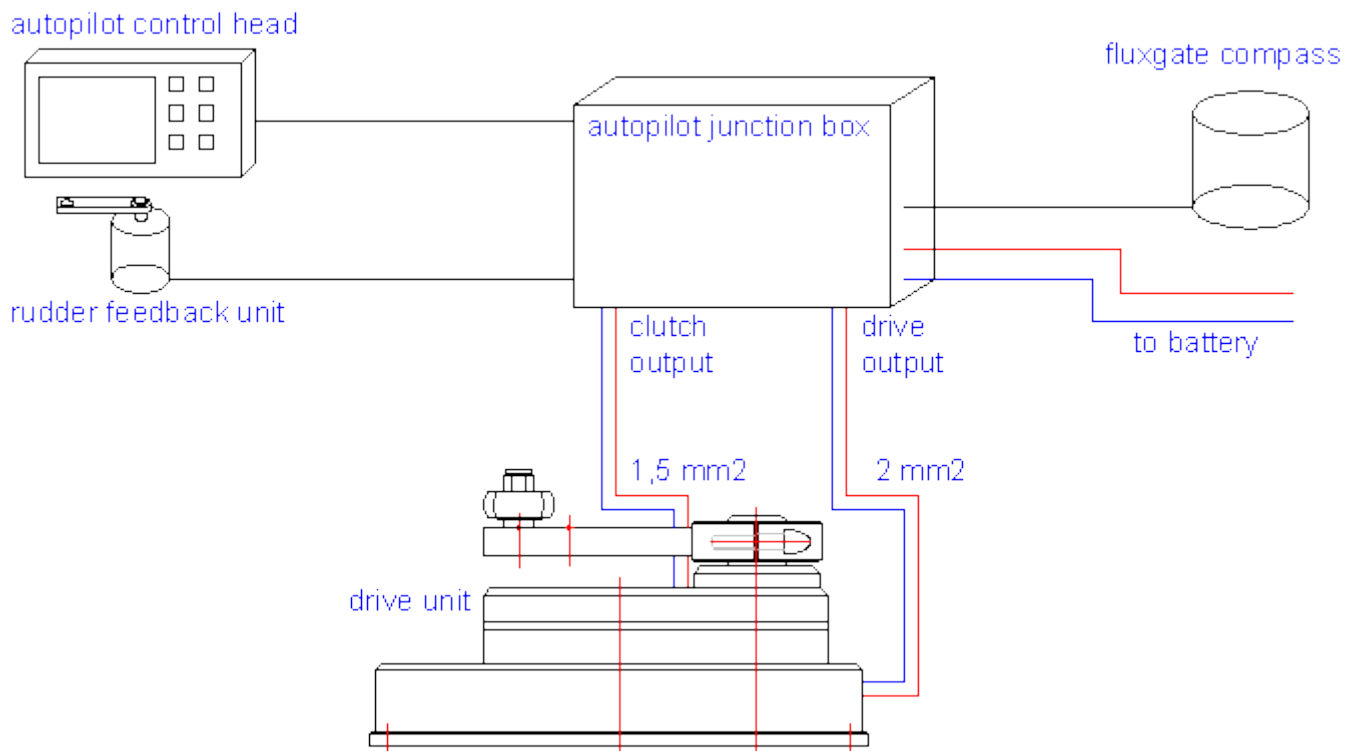 autopilot control head
fluxgate compass
autopilot junction box
rudder feedback unit
clutch
output
drive
output
to battery
1,5 mm2
2 mm2
drive unit